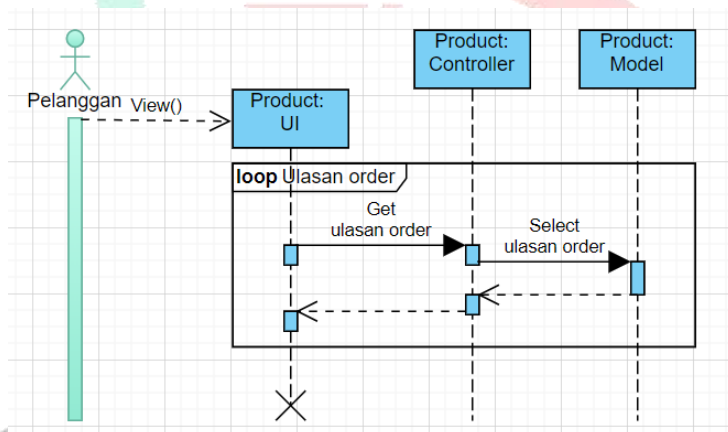 Product:
Controller
Product:
Model
Pelanggan
View()
Product:
UI
loop Ulasan order
Get
ulasan order
Select
ulasan order